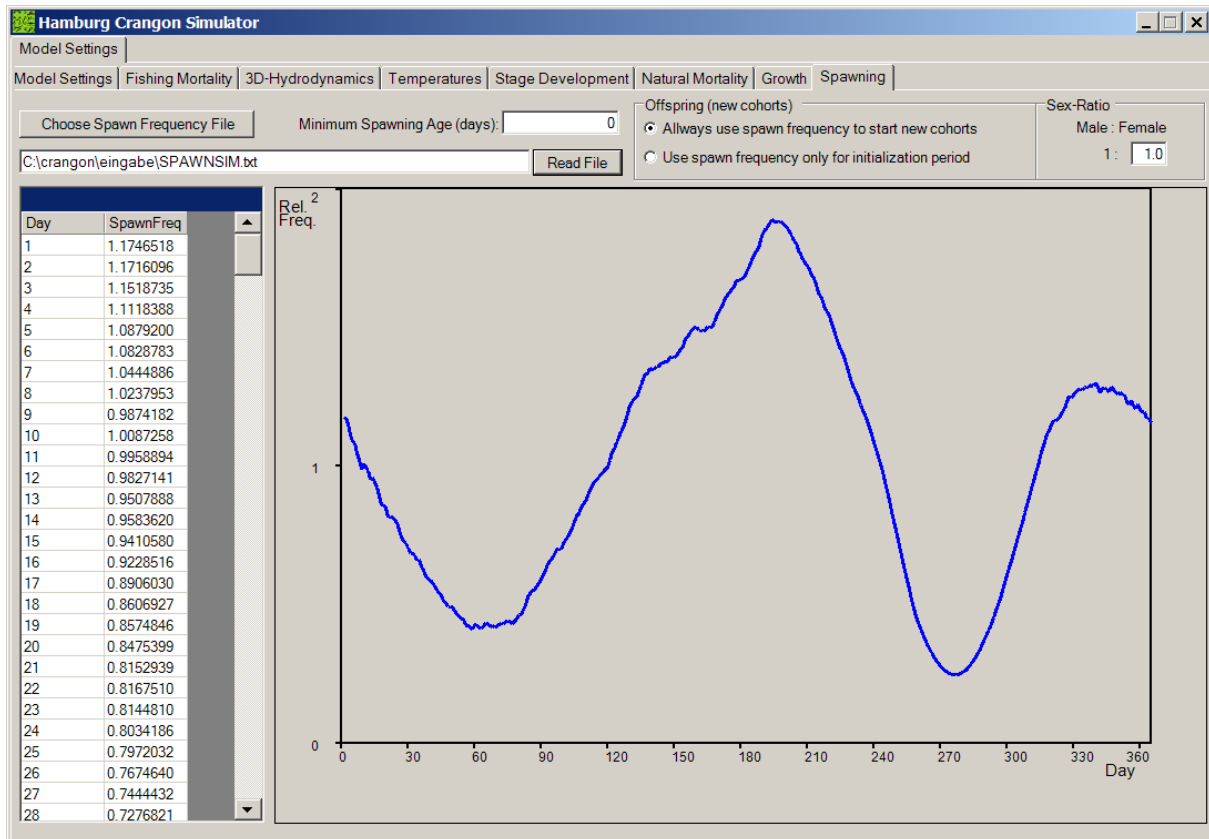 Hamburg Crangon Simulator
Model Settings
Model Settings Fishing Mortality 3D-Hydrodynamics Temperatures Stage Development Natural Mortality Growth Spawning
Choose Spawn Frequency File
Minimum Spawning Age (days): 0
Offspring (new cohorts)
Allways use spawn frequency to start new cohorts
Use spawn frequency only for initialization period
Sex-Ratio
Male : Female
1 : 1.0
C:\crangon\eingabe\SPAWNSIM.txt
Read File
Day SpawnFreq
1 1.1746518
2 1.1716096
3 1.1518735
4 1.1118388
5 1.0879200
6 1.0828783
7 1.0444886
8 1.0237953
9 0.9874182
10 1.0087258
11 0.9958894
12 0.9827141
13 0.9507888
14 0.9583620
15 0.9410580
16 0.9228516
17 0.8906030
18 0.8606927
19 0.8574846
20 0.8475399
21 0.8152939
22 0.8167510
23 0.8144810
24 0.8034186
25 0.7972032
26 0.7674640
27 0.7444432
28 0.7276821
Rel. 2
Freq.
1
0
0 30 60 90 120 150 180 210 240 270 300 330 360
Day